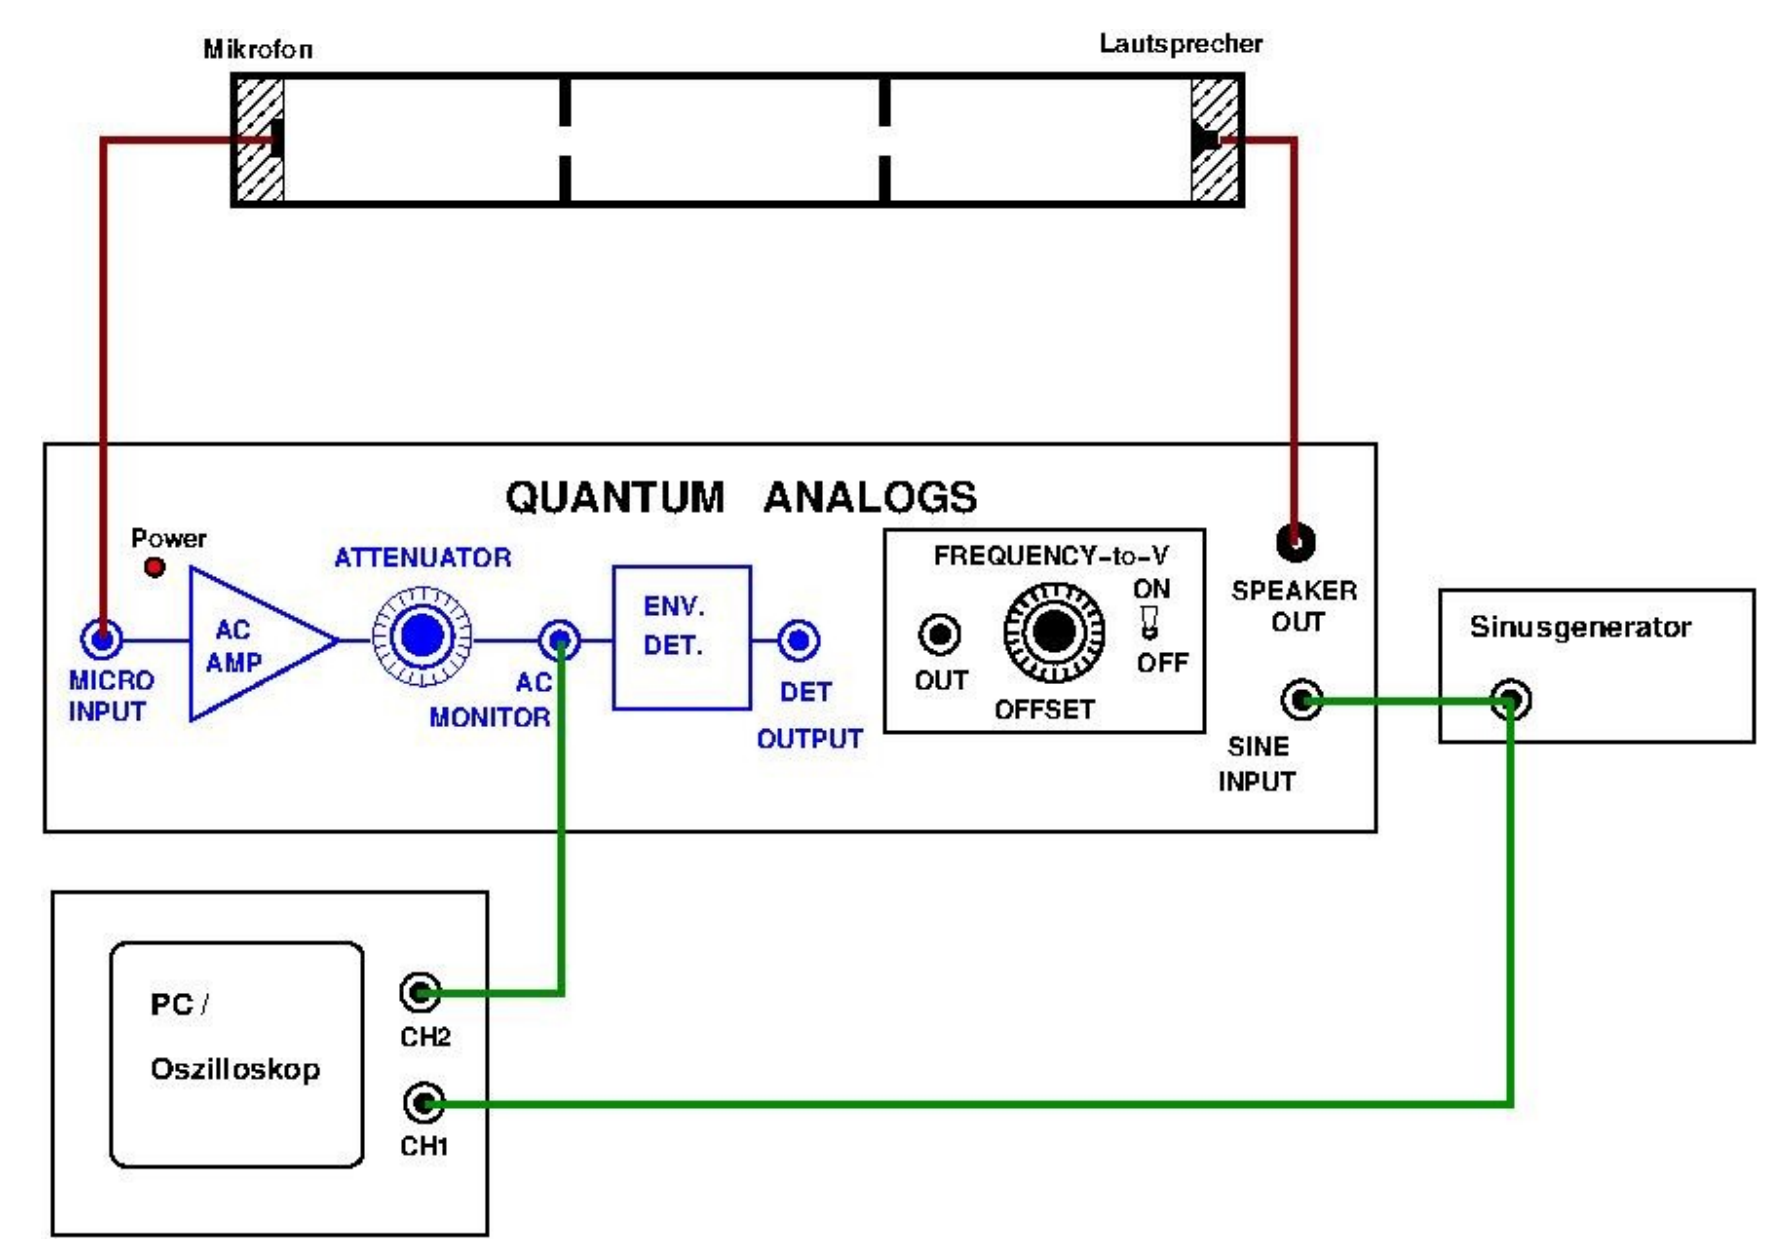 Mikrofon
Lautsprecher
QUANTUM ANALOGS
Power
ATTENUATOR
FREQUENCY-to-V
ON
OFF
OUT
OFFSET
SPEAKER
OUT
AC
AMP
ENV.
DET.
MICRO
INPUT
AC
MONITOR
DET
OUTPUT
SINE
INPUT
Sinusgenerator
PC /
Oszilloskop
CH2
CH1